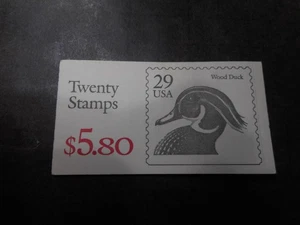 Twenty
Stamps
$5.80
29
USA
Wood Duck